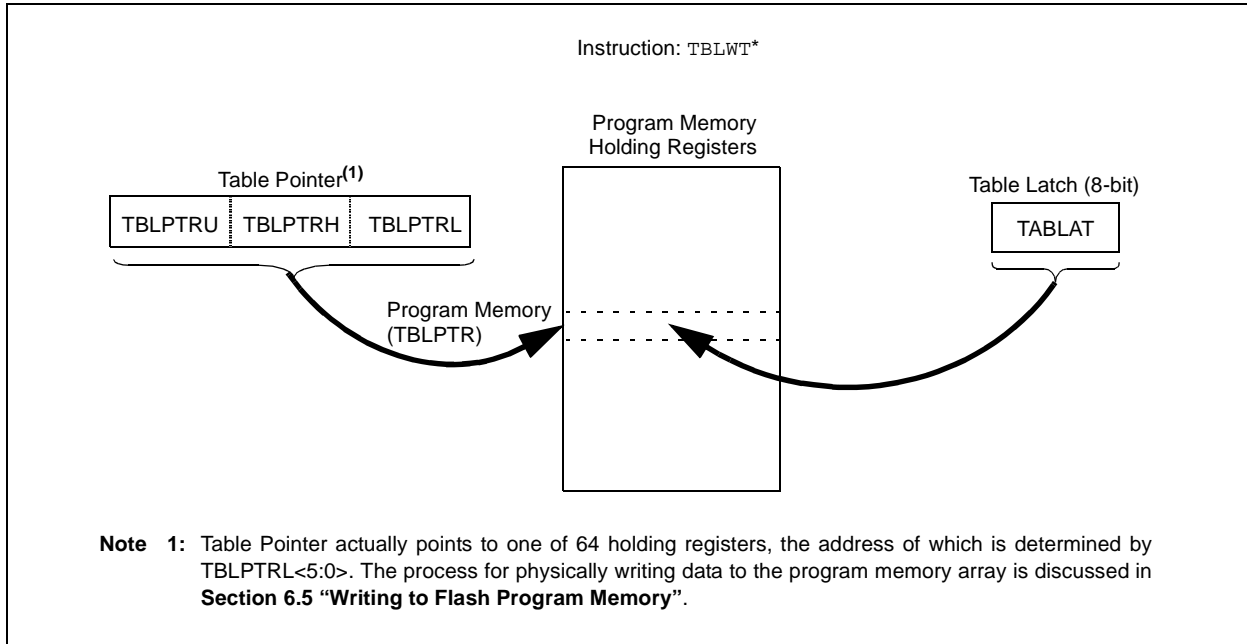 Instruction: TBLWT*
Program Memory
Holding Registers
Table Pointer(1)
Table Latch (8-bit)
TBLPTRU TBLPTRH TBLPTRL
TABLAT
Program Memory
(TBLPTR)
Note 1: Table Pointer actually points to one of 64 holding registers, the address of which is determined by
TBLPTRL<5:0>. The process for physically writing data to the program memory array is discussed in
Section 6.5 “Writing to Flash Program Memory”.